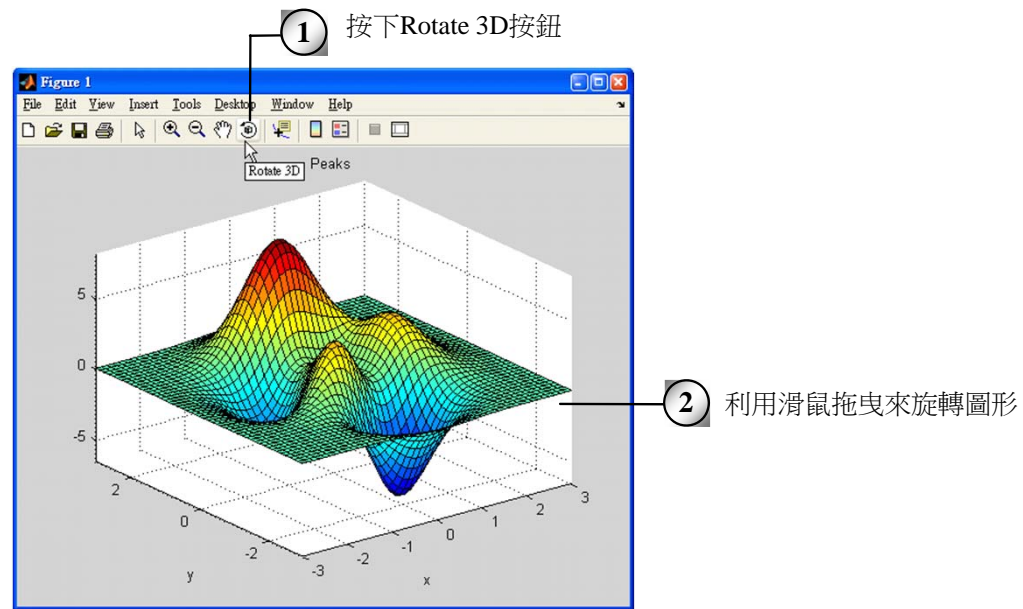 1 按下Rotate 3D按鈕
Figure 1
File Edit View Insert Tools Desktop Window Help
Rotate 3D
Peaks
5
0
-5
2
0
-2
y
-3
-2
-1
0
1
2
3
x
2 利用滑鼠拖曳來旋轉圖形